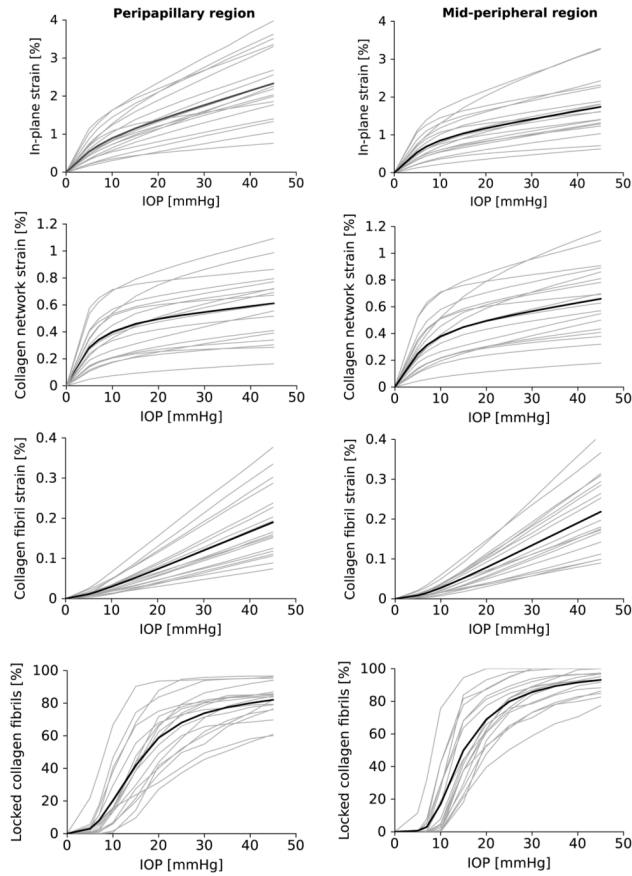 Peripapillary region
Mid-peripheral region
4
3
2
1
0
In-plane strain [%]
0 10 20 30 40 50
IOP [mmHg]
4
3
2
1
0
In-plane strain [%]
0 10 20 30 40 50
IOP [mmHg]
1.2
1
0.8
0.6
0.4
0.2
0
Collagen network strain [%]
0 10 20 30 40 50
IOP [mmHg]
1.2
1
0.8
0.6
0.4
0.2
0
Collagen network strain [%]
0 10 20 30 40 50
IOP [mmHg]
0.4
0.3
0.2
0.1
0
Collagen fibril strain [%]
0 10 20 30 40 50
IOP [mmHg]
0.4
0.3
0.2
0.1
0
Collagen fibril strain [%]
0 10 20 30 40 50
IOP [mmHg]
100
80
60
40
20
0
Locked collagen fibrils [%]
0 10 20 30 40 50
IOP [mmHg]
100
80
60
40
20
0
Locked collagen fibrils [%]
0 10 20 30 40 50
IOP [mmHg]